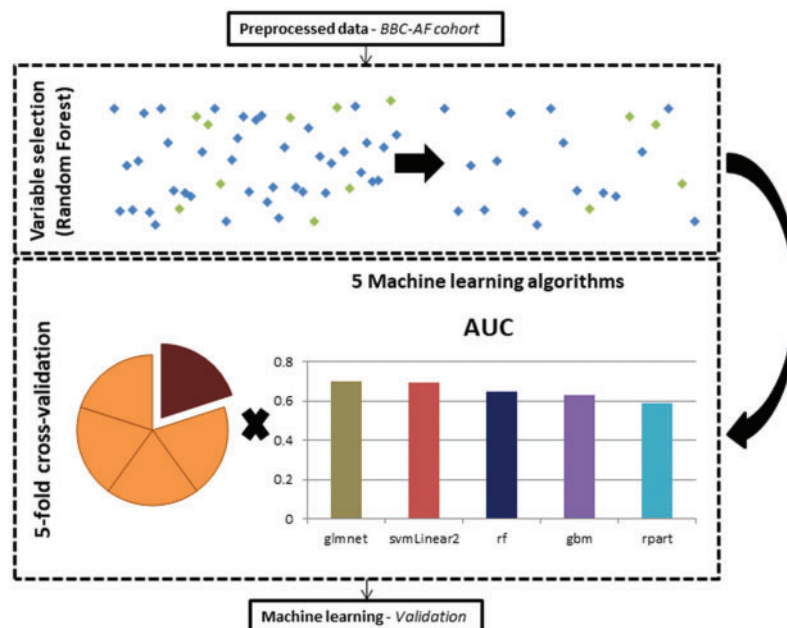 Preprocessed data - BBC-AF cohort
Variable selection
(Random Forest)
5-fold cross-validation
5 Machine learning algorithms
AUC
0.8
0.6
0.4
0.2
0
glmnet
svmLinear2
rf
gbm
rpart
Machine learning - Validation